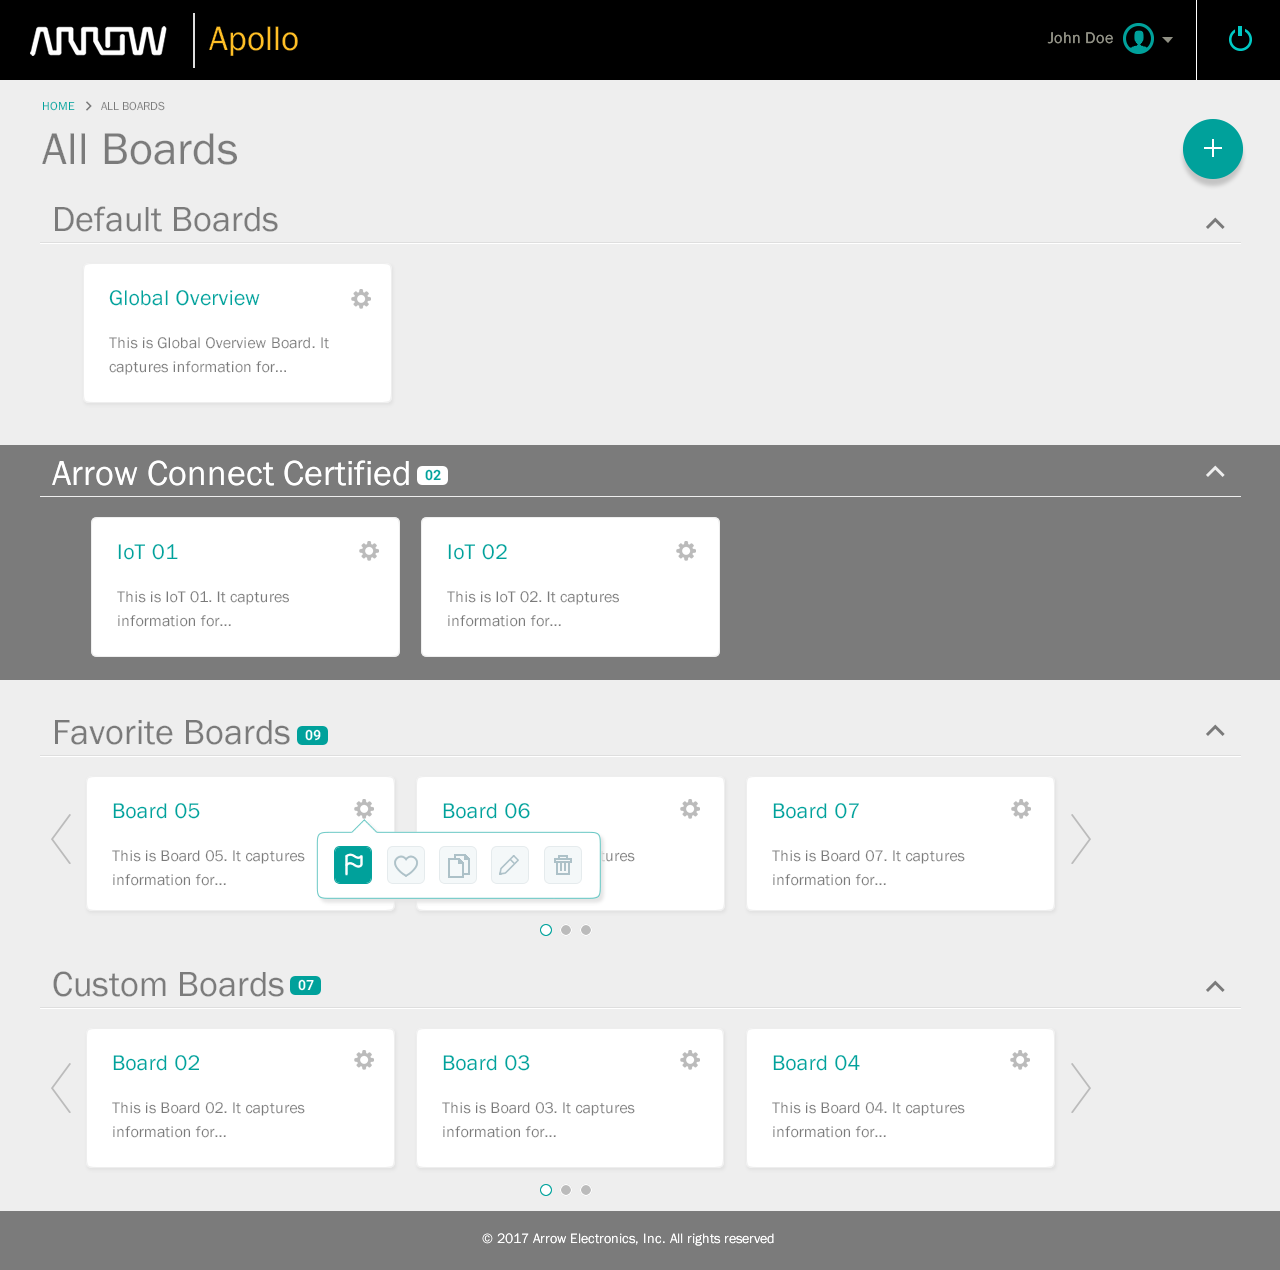 ARROW Apollo
John Doe
HOME ALL BOARDS
All Boards
Default Boards
Global Overview
This is Global Overview Board. It
captures information for...
Arrow Connect Certified 02
IoT 01
This is IoT 01. It captures
information for...
IoT 02
This is IoT 02. It captures
information for...
Favorite Boards 09
Board 05
This is Board 05. It captures
information for...
Board 06
Board 07
This is Board 07. It captures
information for...
Custom Boards 07
Board 02
This is Board 02. It captures
information for...
Board 03
This is Board 03. It captures
information for...
Board 04
This is Board 04. It captures
information for...
© 2017 Arrow Electronics, Inc. All rights reserved